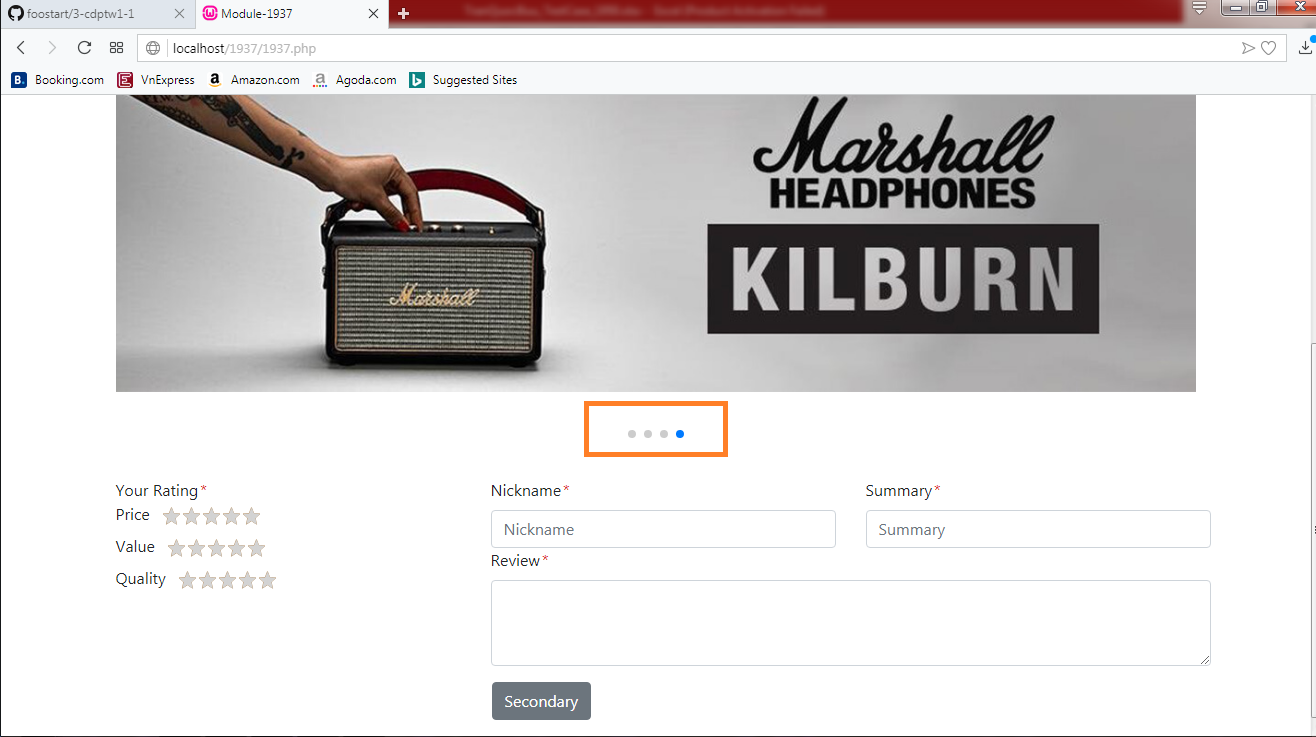 foostart/3-cdptw1-1
Module-1937
localhost/1937/1937.php
Booking.com
VnExpress
Amazon.com
Agoda.com
Suggested Sites
Marshall
HEADPHONES
KILBURN
Marshall
Your Rating*
Nickname*
Summary*
Price
Nickname
Summary
Value
Review*
Quality
Secondary